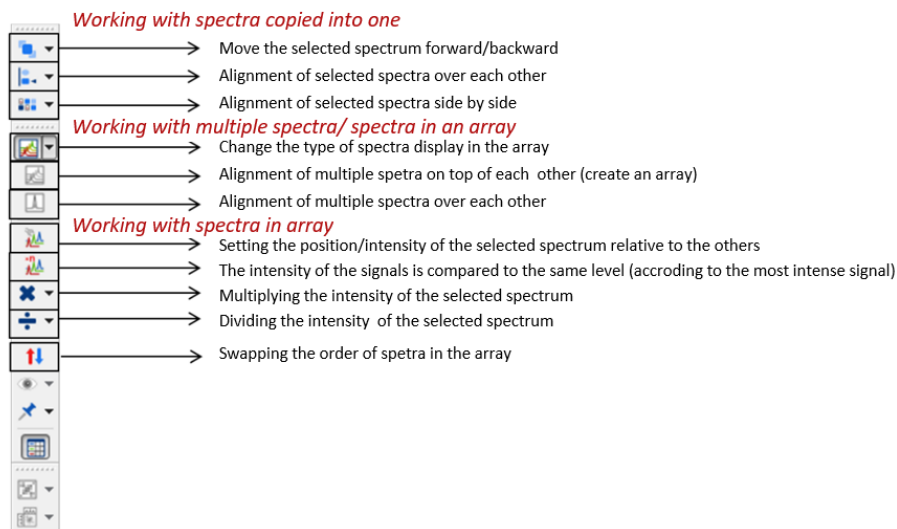 Working with spectra copied into one
Move the selected spectrum forward/backward
Alignment of selected spectra over each other
Alignment of selected spectra side by side
Working with multiple spectra/ spectra in an array
Change the type of spectra display in the array
Alignment of multiple spetra on top of each other (create an array)
Alignment of multiple spectra over each other
Working with spectra in array
Setting the position/intensity of the selected spectrum relative to the others
The intensity of the signals is compared to the same level (accroding to the most intense signal)
Multiplying the intensity of the selected spectrum
Dividing the intensity of the selected spectrum
Swapping the order of spetra in the array